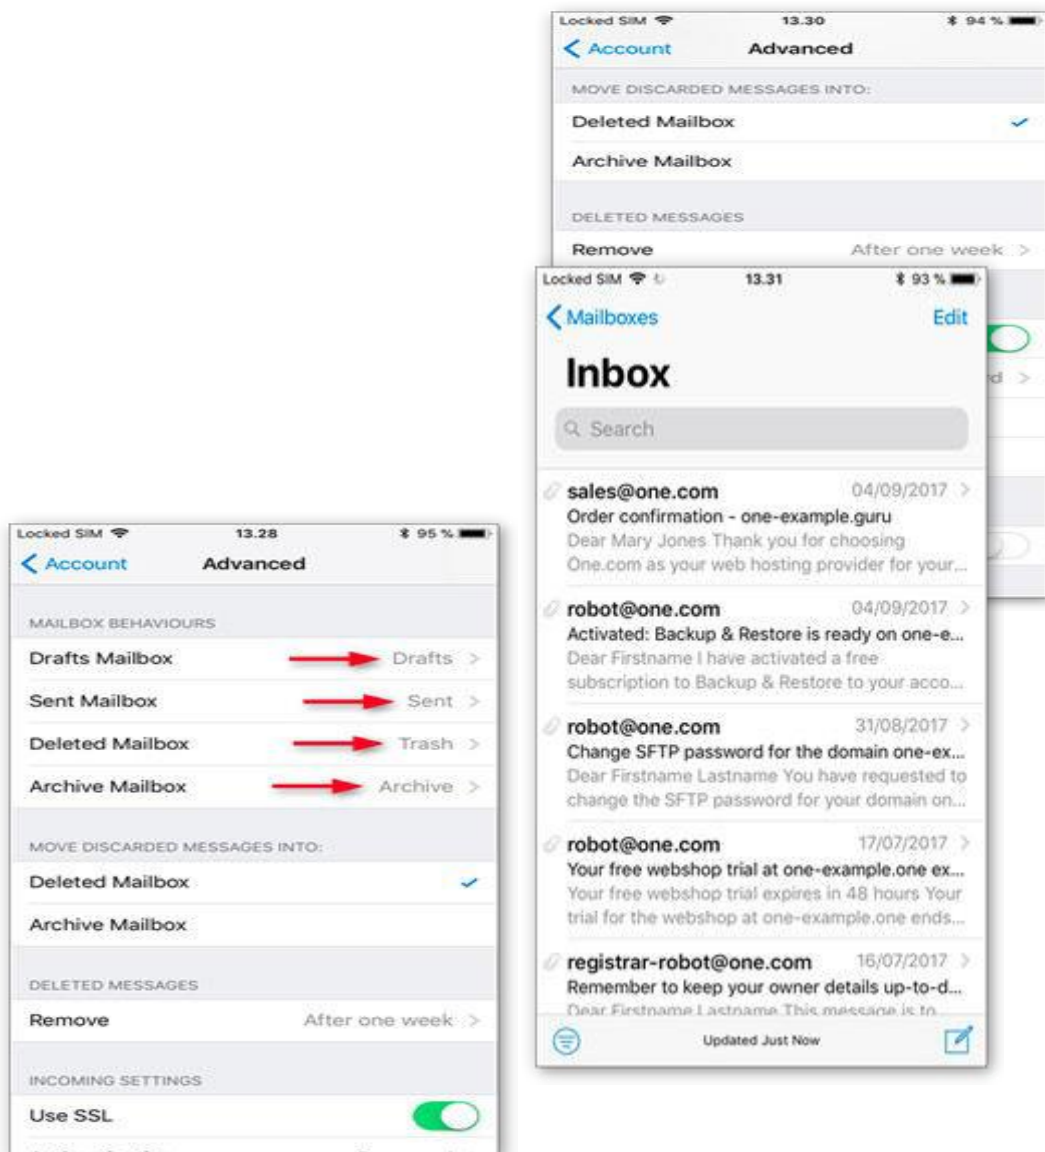 Locked SIM 13.30 94 %
Account Advanced
MOVE DISCARDED MESSAGES INTO:
Deleted Mailbox
Archive Mailbox
DELETED MESSAGES
Remove After one week
Locked SIM 13.31 93 %
Mailboxes Edit
Inbox
Search
sales@one.com 04/09/2017
Order confirmation - one-example.guru
Dear Mary Jones Thank you for choosing
One.com as your web hosting provider for your...
robot@one.com 04/09/2017
Activated: Backup & Restore is ready on one-e...
Dear Firstname I have activated a free
subscription to Backup & Restore to your acco...
robot@one.com 31/08/2017
Change SFTP password for the domain one-ex...
Dear Firstname Lastname You have requested to
change the SFTP password for your domain on...
robot@one.com 17/07/2017
Your free webshop trial at one-example.one ex...
Your free webshop trial expires in 48 hours Your
trial for the webshop at one-example.one ends...
registrar-robot@one.com 16/07/2017
Remember to keep your owner details up-to-d...
Dear Firstname Lastname This message is to
Updated Just Now
Locked SIM 13.28 95 %
Account Advanced
MAILBOX BEHAVIOURS
Drafts Mailbox Drafts
Sent Mailbox Sent
Deleted Mailbox Trash
Archive Mailbox Archive
MOVE DISCARDED MESSAGES INTO:
Deleted Mailbox
Archive Mailbox
DELETED MESSAGES
Remove After one week
INCOMING SETTINGS
Use SSL